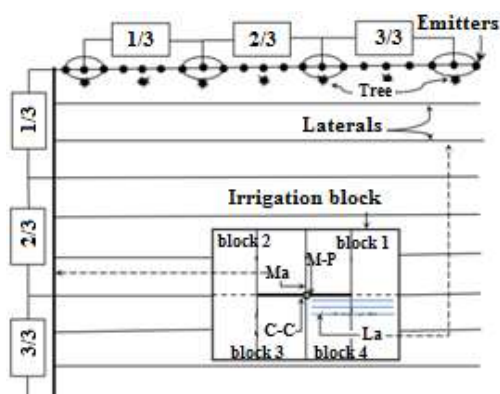 Emitters
1/3 2/3 3/3
Tree
1/3
Laterals
Irrigation block
2/3
block 2
block 1
M-P
Ma
C-C
La
3/3
block 3
block 4